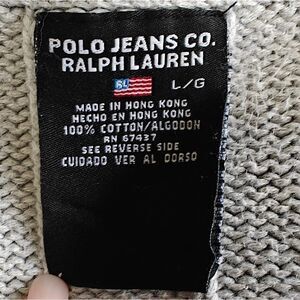 POLO JEANS CO.
RALPH LAUREN
RL L/G
MADE IN HONG KONG
HECHO EN HONG KONG
100% COTTON/ALGODON
RN 67437
SEE REVERSE SIDE
CUIDADO VER AL DORSO